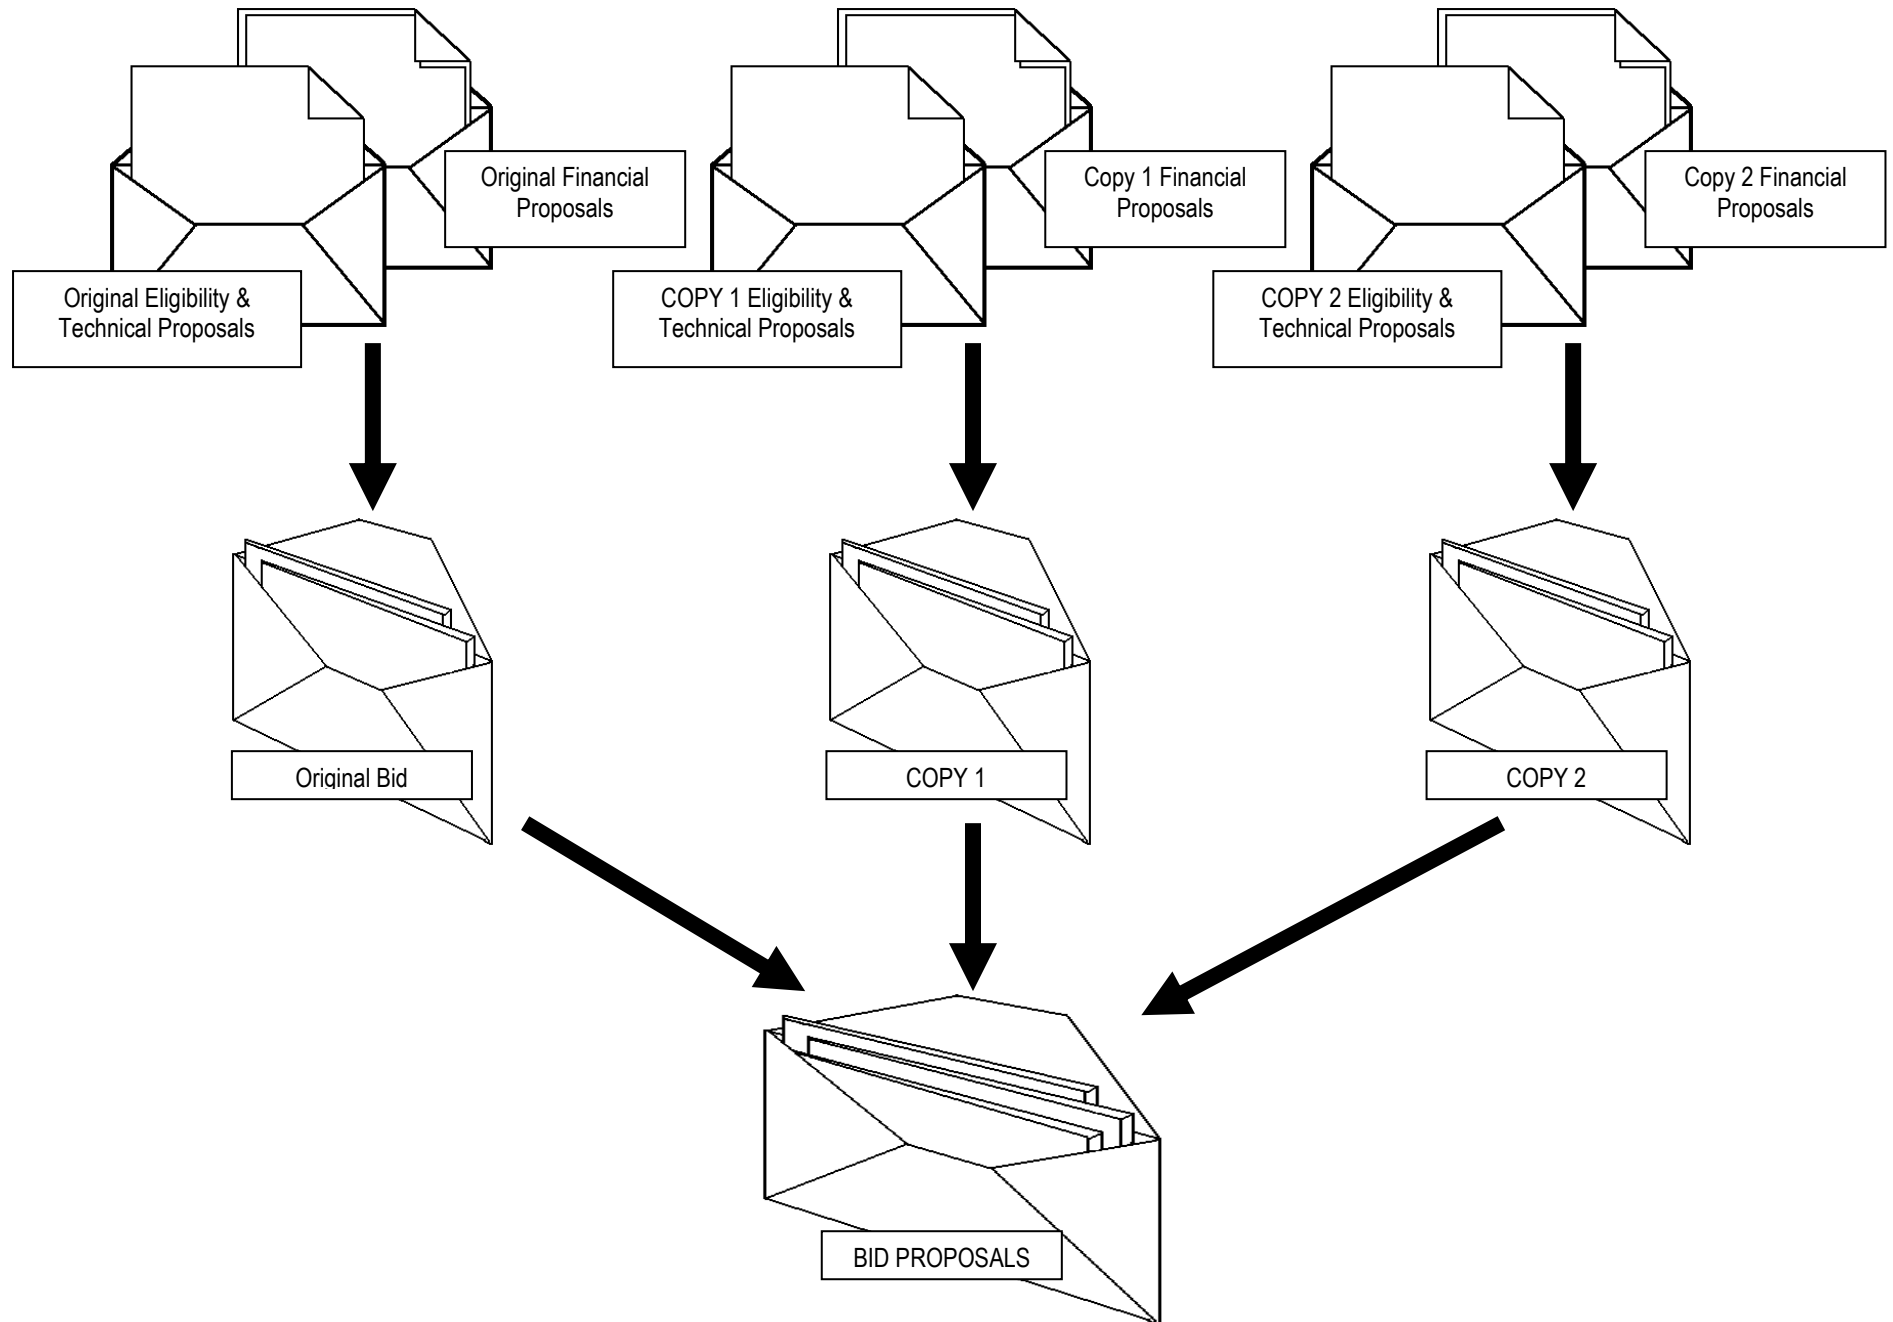 Original Financial
Proposals
Original Eligibility &
Technical Proposals
Copy 1 Financial
Proposals
COPY 1 Eligibility &
Technical Proposals
Copy 2 Financial
Proposals
COPY 2 Eligibility &
Technical Proposals
Original Bid
COPY 1
COPY 2
BID PROPOSALS